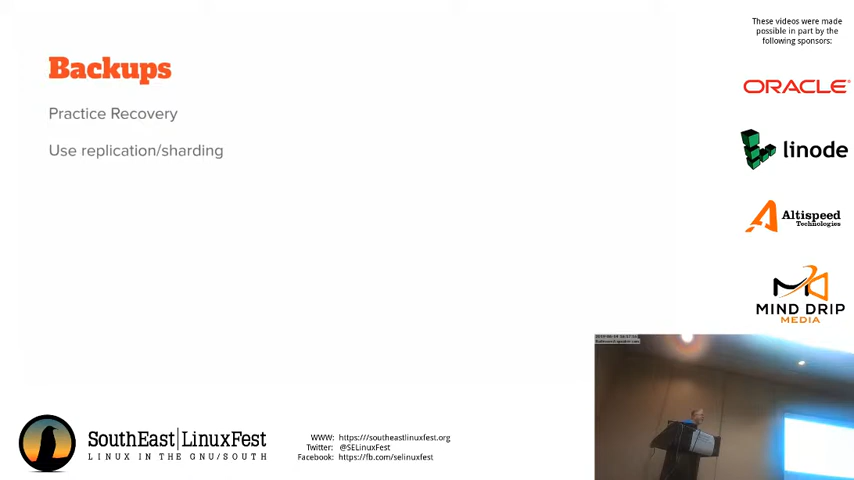 These videos were made
possible in part by the
following sponsors:
Backups
Practice Recovery
Use replication/sharding
ORACLE
linode
Altispeed
Technologies
MIND DRIP
MEDIA
SouthEast|LinuxFest
LINUX IN THE GNU/SOUTH
WWW: https:///southeastlinuxfest.org
Twitter: @SELinuxFest
Facebook: https://fb.com/selinuxfest